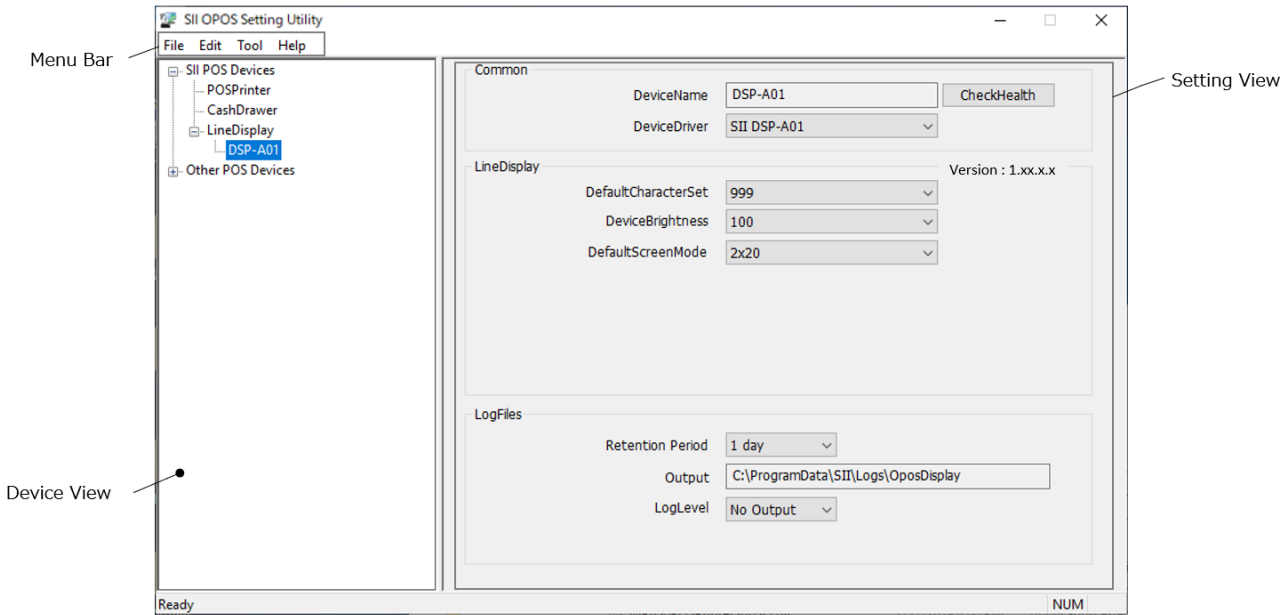 SII OPOS Setting Utility
File Edit Tool Help
Menu Bar
SII POS Devices
POSPrinter
CashDrawer
LineDisplay
DSP-A01
Other POS Devices
Device View
Setting View
Common
DeviceName DSP-A01 CheckHealth
DeviceDriver SII DSP-A01
LineDisplay Version : 1.xx.x.x
DefaultCharacterSet 999
DeviceBrightness 100
DefaultScreenMode 2x20
LogFiles
Retention Period 1 day
Output C:\ProgramData\SII\Logs\OposDisplay
LogLevel No Output
Ready NUM